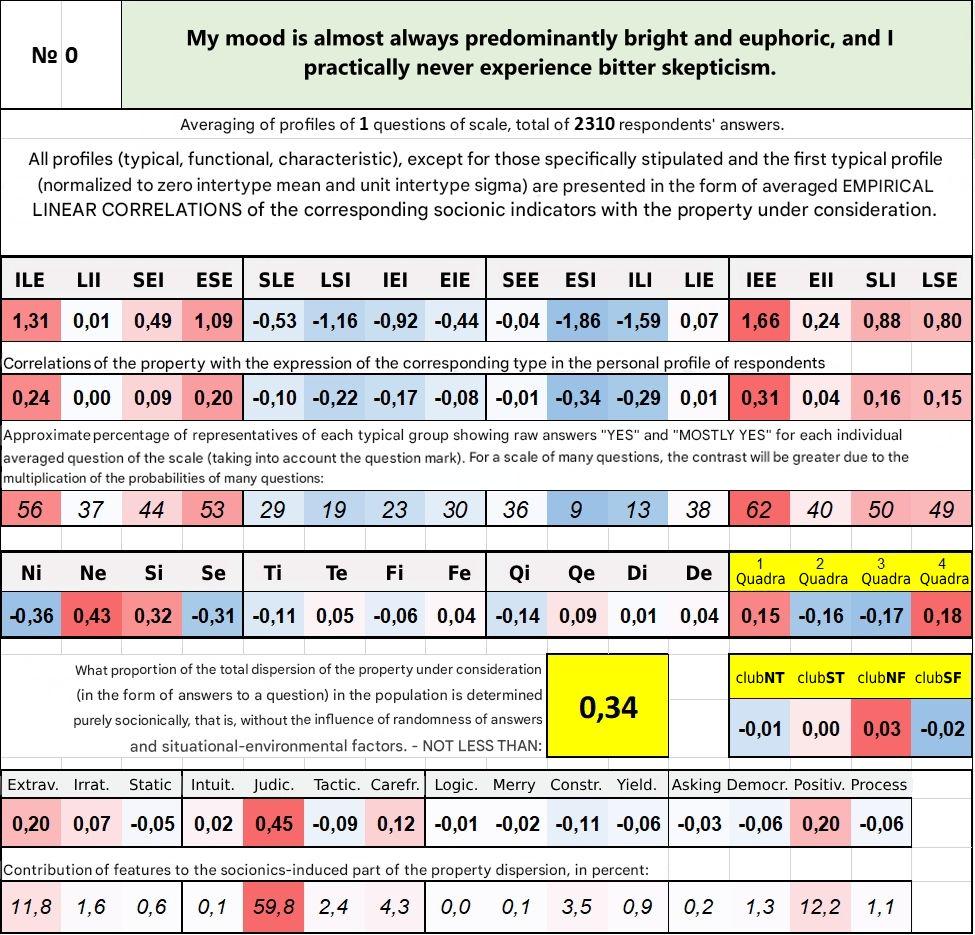 № 0
My mood is almost always predominantly bright and euphoric, and I
practically never experience bitter skepticism.
Averaging of profiles of 1 questions of scale, total of 2310 respondents' answers.
All profiles (typical, functional, characteristic), except for those specifically stipulated and the first typical profile
(normalized to zero intertype mean and unit intertype sigma) are presented in the form of averaged EMPIRICAL
LINEAR CORRELATIONS of the corresponding socionic indicators with the property under consideration.
ILE LII SEI ESE SLE LSI IEI EIE SEE ESI ILI LIE IEE EII SLI LSE
1,31 0,01 0,49 1,09 -0,53 -1,16 -0,92 -0,44 -0,04 -1,86 -1,59 0,07 1,66 0,24 0,88 0,80
Correlations of the property with the expression of the corresponding type in the personal profile of respondents
0,24 0,00 0,09 0,20 -0,10 -0,22 -0,17 -0,08 -0,01 -0,34 -0,29 0,01 0,31 0,04 0,16 0,15
Approximate percentage of representatives of each typical group showing raw answers "YES" and "MOSTLY YES" for each individual
averaged question of the scale (taking into account the question mark). For a scale of many questions, the contrast will be greater due to the
multiplication of the probabilities of many questions:
56 37 44 53 29 19 23 30 36 9 13 38 62 40 50 49
Ni Ne Si Se Ti Te Fi Fe Qi Qe Di De 1 Quadra 2 Quadra 3 Quadra 4 Quadra
-0,36 0,43 0,32 -0,31 -0,11 0,05 -0,06 0,04 -0,14 0,09 0,01 0,04 0,15 -0,16 -0,17 0,18
What proportion of the total dispersion of the property under consideration
(in the form of answers to a question) in the population is determined
purely socionically, that is, without the influence of randomness of answers
and situational-environmental factors. - NOT LESS THAN:
0,34
clubNT clubST clubNF clubSF
-0,01 0,00 0,03 -0,02
Extrav. Irrat. Static Intuit. Judic. Tactic. Carefr. Logic. Merry Constr. Yield. Asking Democr. Positiv. Process
0,20 0,07 -0,05 0,02 0,45 -0,09 0,12 -0,01 -0,02 -0,11 -0,06 -0,03 -0,06 0,20 -0,06
Contribution of features to the socionics-induced part of the property dispersion, in percent:
11,8 1,6 0,6 0,1 59,8 2,4 4,3 0,0 0,1 3,5 0,9 0,2 1,3 12,2 1,1